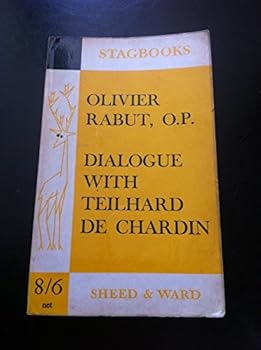 STAGBOOKS
OLIVIER
RABUT, O.P.
DIALOGUE
WITH
TEILHARD
DE CHARDIN
8/6
net
SHEED & WARD